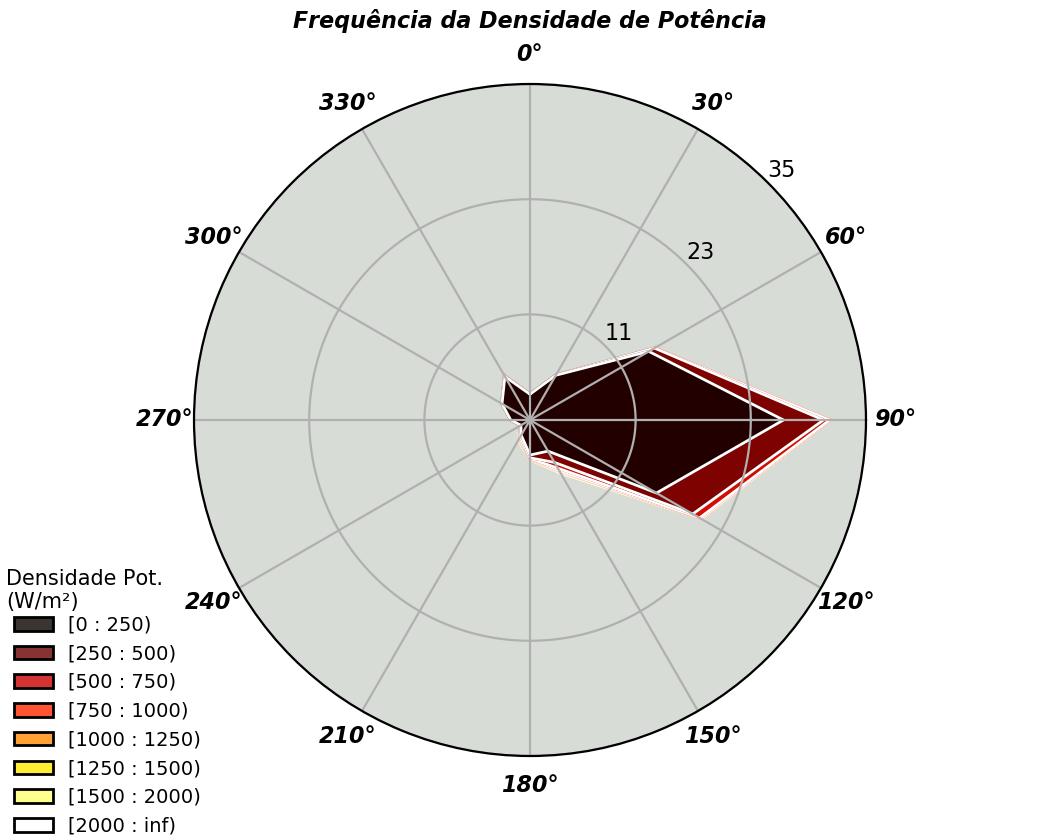 Frequência da Densidade de Potência
0°
330°
30°
35
300°
60°
23
11
270°
90°
240°
120°
210°
150°
180°
Densidade Pot.
(W/m²)
[0 : 250)
[250 : 500)
[500 : 750)
[750 : 1000)
[1000 : 1250)
[1250 : 1500)
[1500 : 2000)
[2000 : inf)